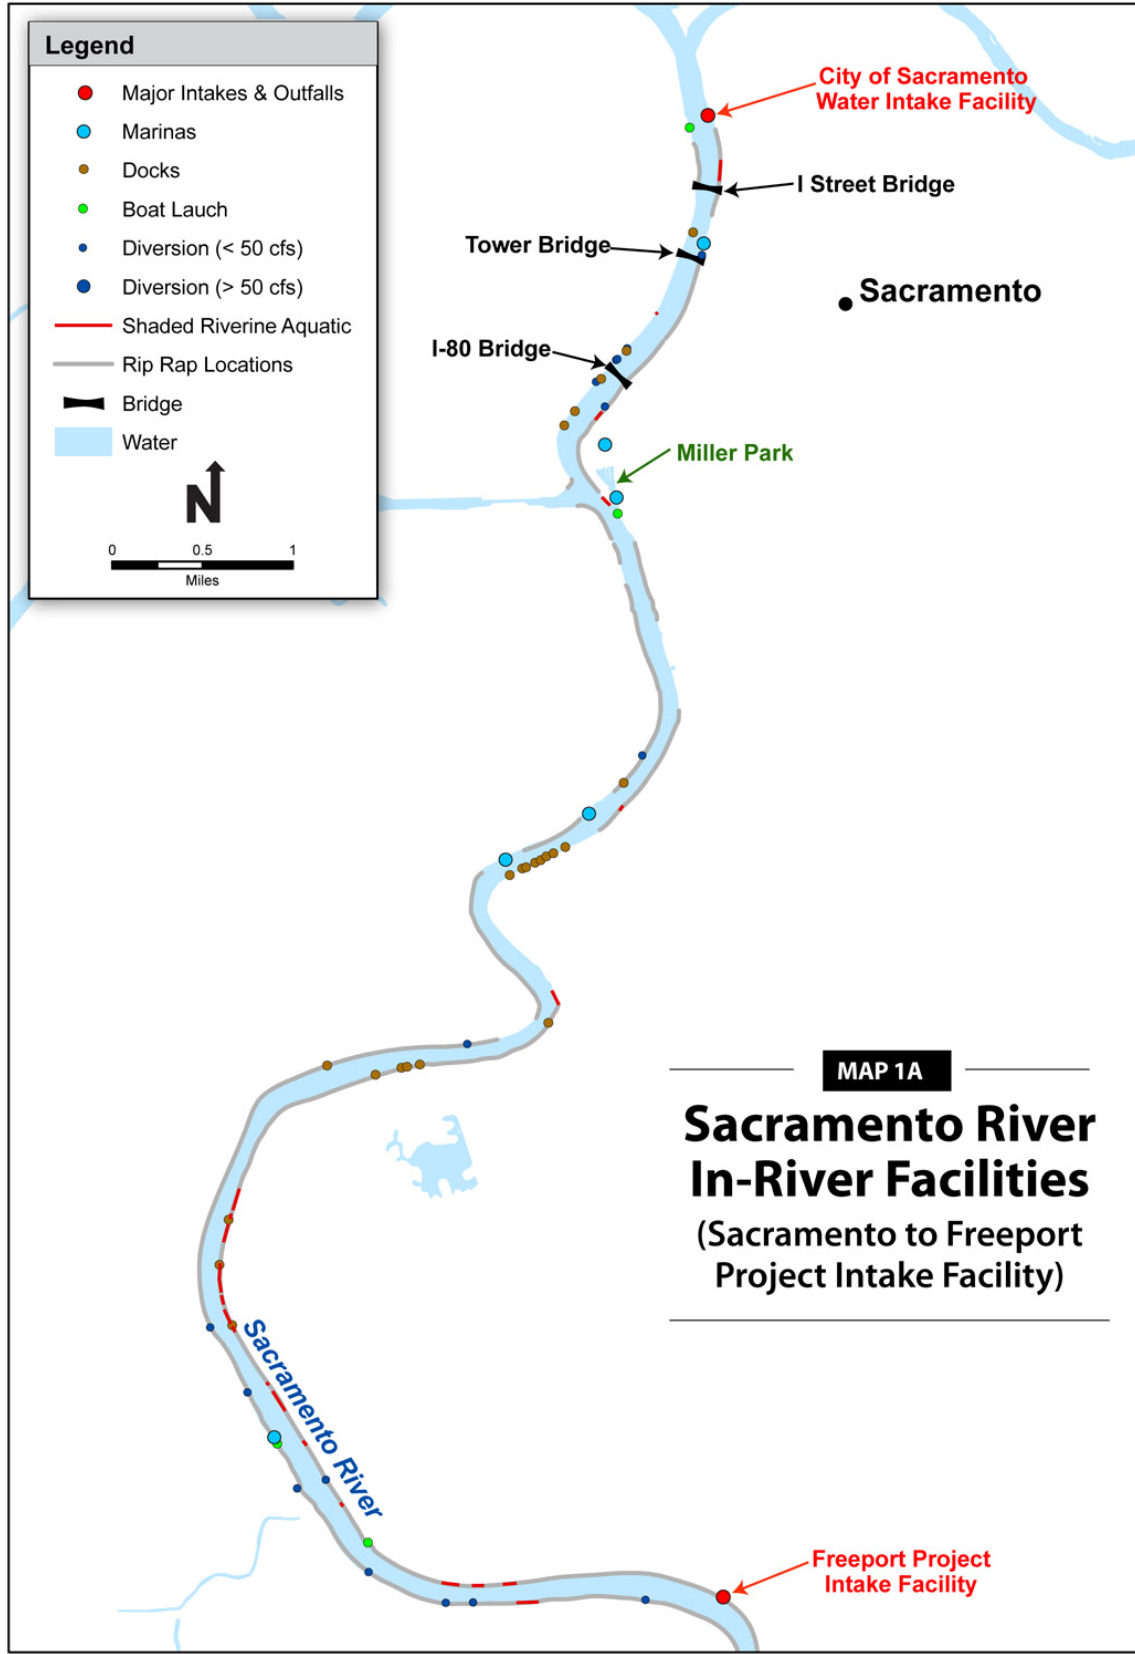 Legend
Major Intakes & Outfalls
Marinas
Docks
Boat Lauch
Diversion (< 50 cfs)
Diversion (> 50 cfs)
Shaded Riverine Aquatic
Rip Rap Locations
Bridge
Water
N
0 0.5 1
Miles
City of Sacramento
Water Intake Facility
I Street Bridge
Tower Bridge
Sacramento
I-80 Bridge
Miller Park
MAP 1A
Sacramento River
In-River Facilities
(Sacramento to Freeport
Project Intake Facility)
Sacramento River
Freeport Project
Intake Facility